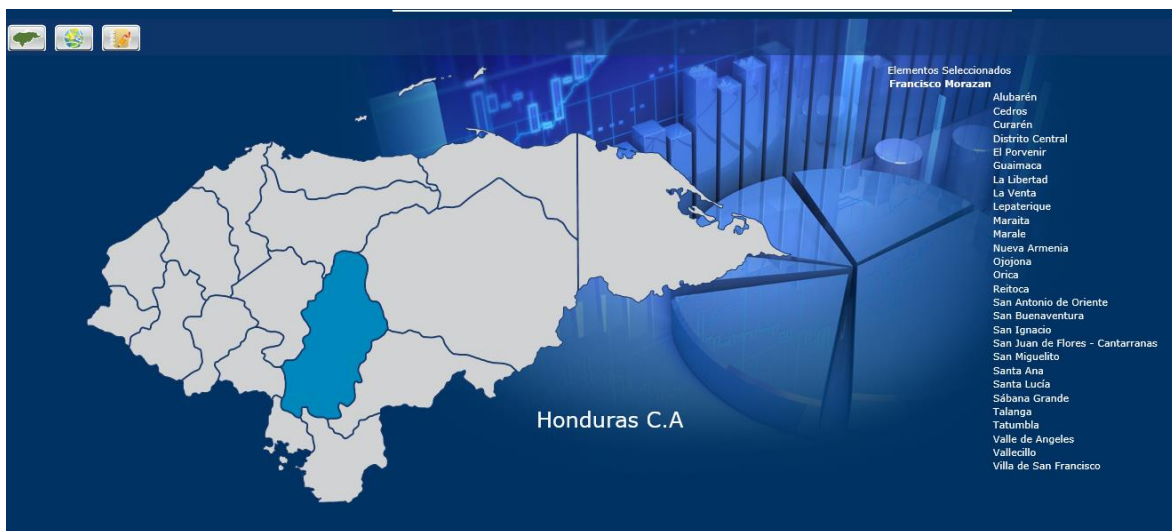 Elementos Seleccionados
Francisco Morazan
Alubarén
Cedros
Curarén
Distrito Central
El Porvenir
Guaimaca
La Libertad
La Venta
Lepaterique
Maraita
Marale
Nueva Armenia
Ojojona
Orica
Reitoca
San Antonio de Oriente
San Buenaventura
San Ignacio
San Juan de Flores - Cantarranas
San Miguelito
Santa Ana
Santa Lucía
Sábana Grande
Talanga
Tatumbla
Valle de Angeles
Vallecillo
Villa de San Francisco
Honduras C.A